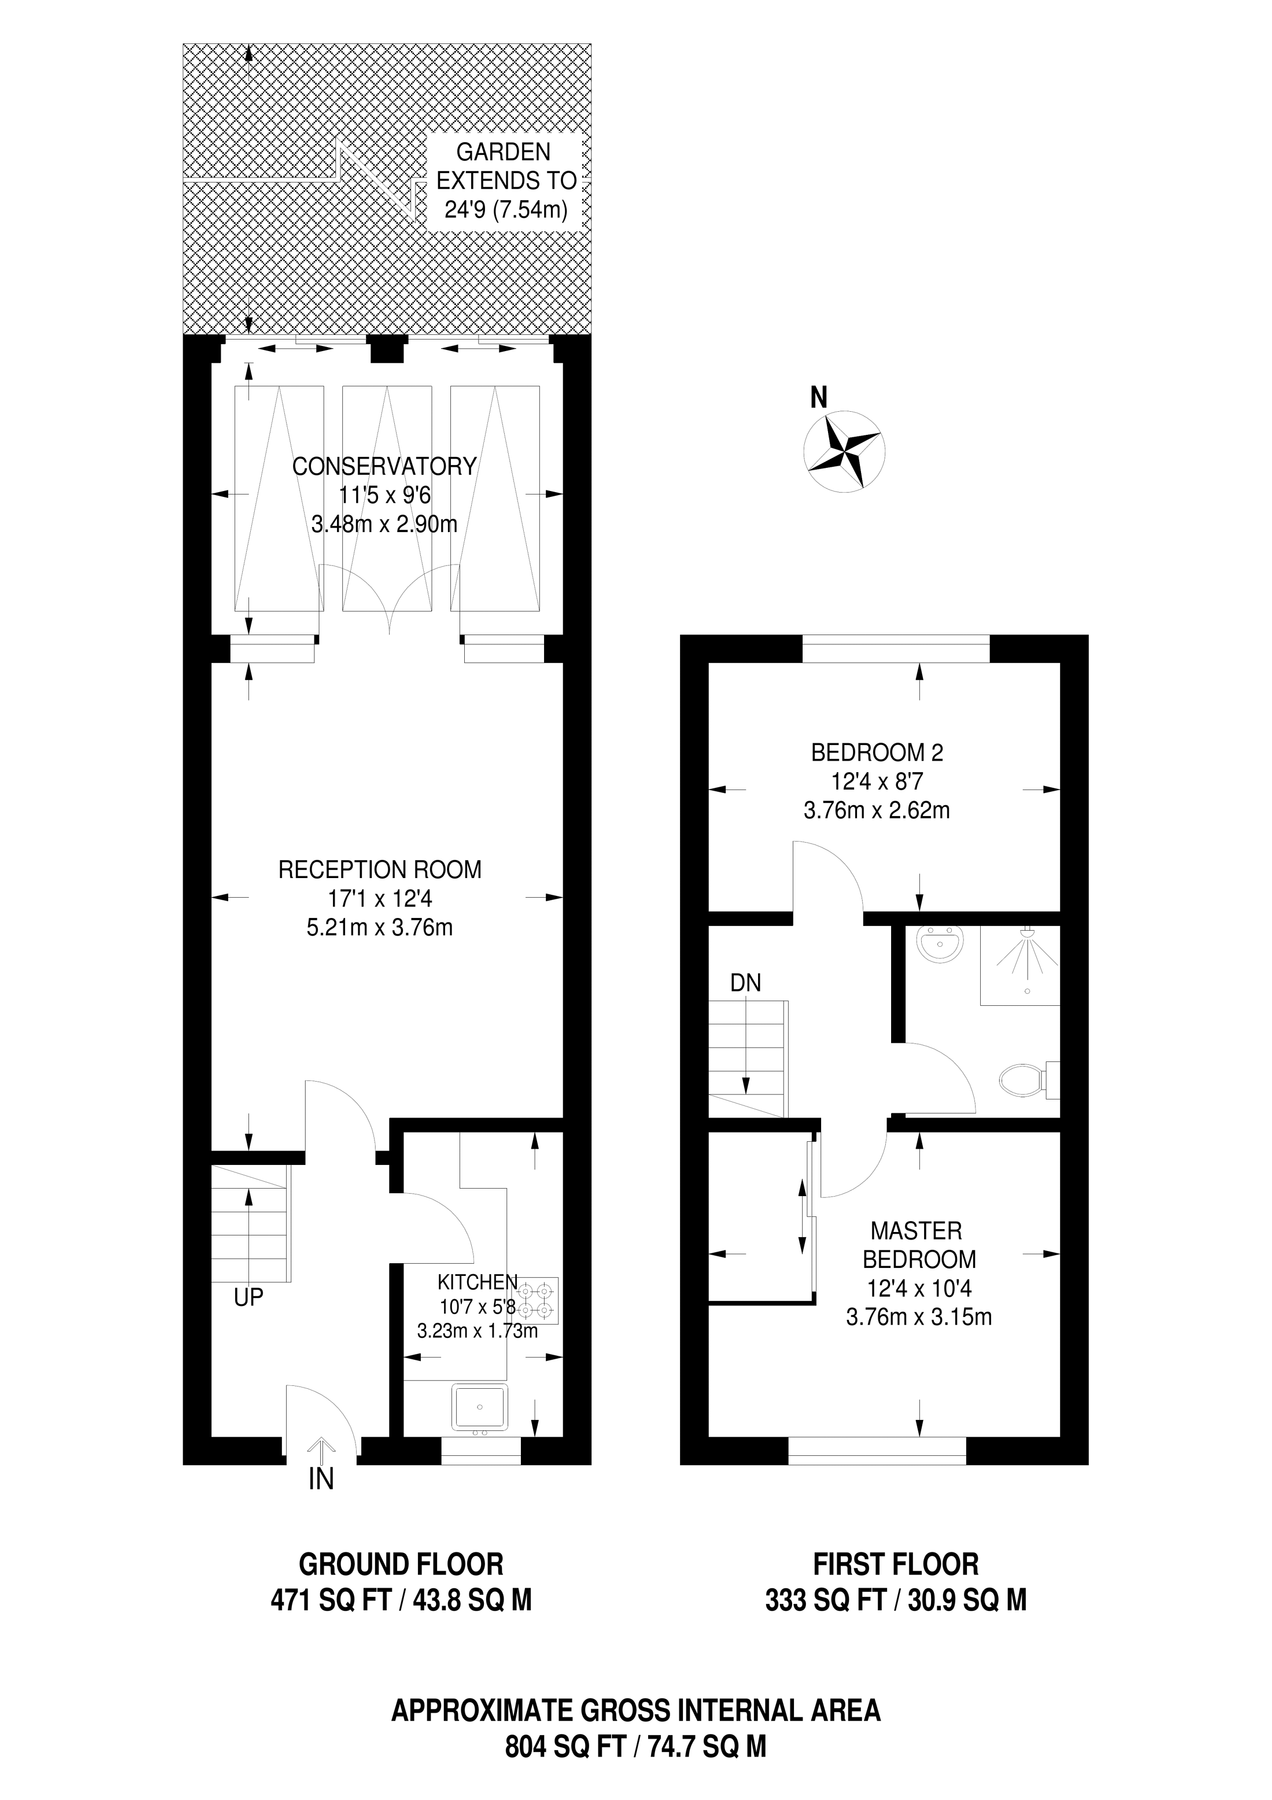 GARDEN
EXTENDS TO
24'9 (7.54m)
CONSERVATORY
11'5 x 9'6
3.48m x 2.90m
RECEPTION ROOM
17'1 x 12'4
5.21m x 3.76m
UP
KITCHEN
10'7 x 5'8
3.23m x 1.73m
IN
N
BEDROOM 2
12'4 x 8'7
3.76m x 2.62m
DN
MASTER
BEDROOM
12'4 x 10'4
3.76m x 3.15m
GROUND FLOOR
471 SQ FT / 43.8 SQ M
FIRST FLOOR
333 SQ FT / 30.9 SQ M
APPROXIMATE GROSS INTERNAL AREA
804 SQ FT / 74.7 SQ M